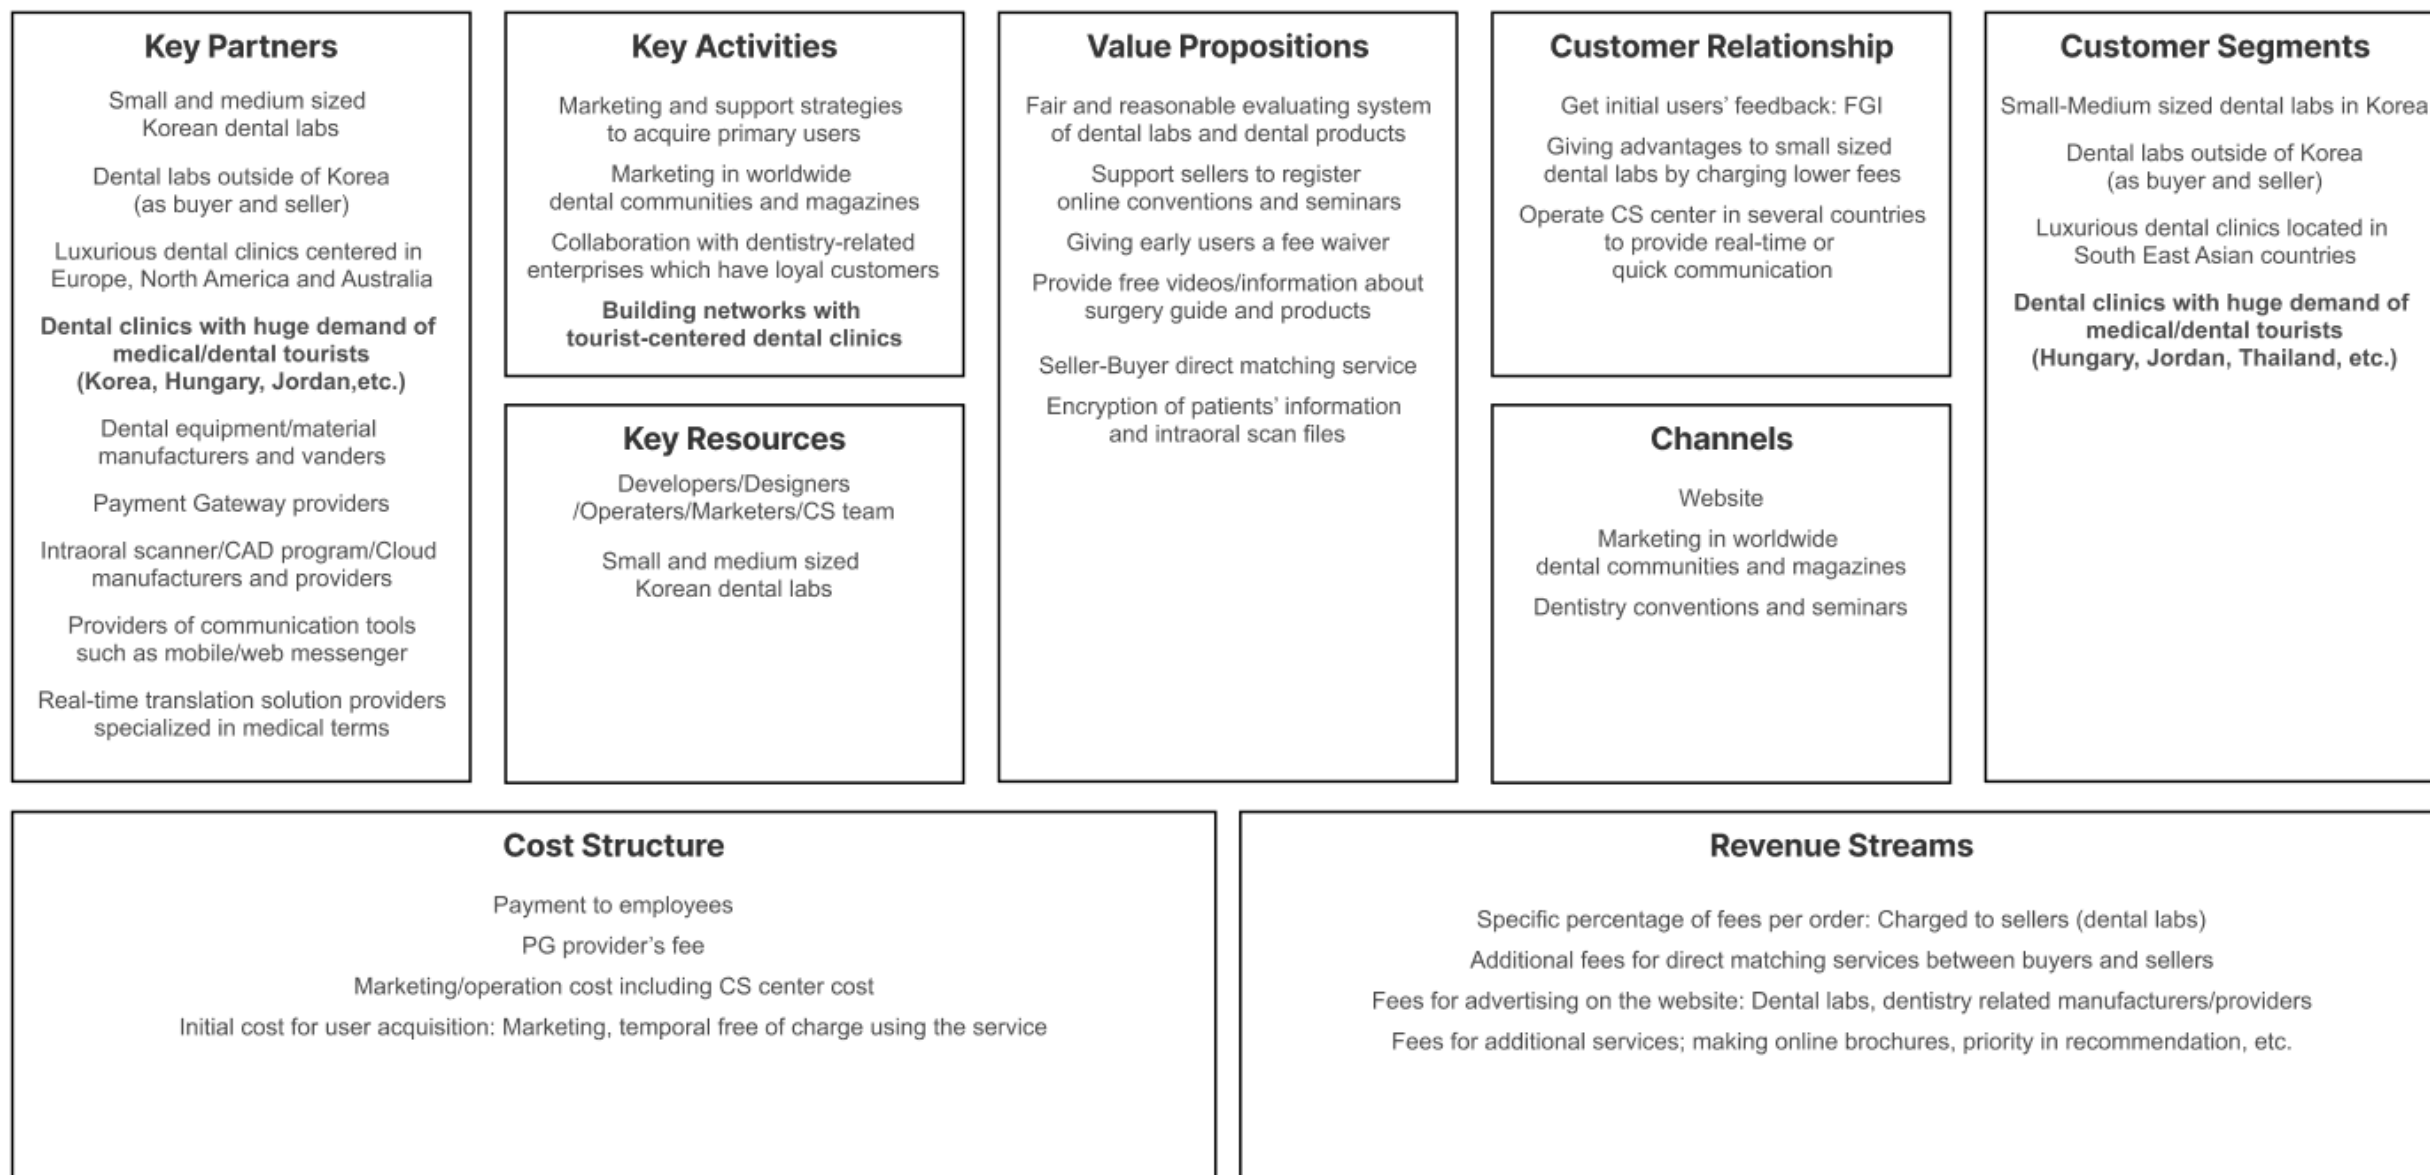 Key Partners
Small and medium sized
Korean dental labs
Dental labs outside of Korea
(as buyer and seller)
Luxurious dental clinics centered in
Europe, North America and Australia
Dental clinics with huge demand of
medical/dental tourists
(Korea, Hungary, Jordan,etc.)
Dental equipment/material
manufacturers and vanders
Payment Gateway providers
Intraoral scanner/CAD program/Cloud
manufacturers and providers
Providers of communication tools
such as mobile/web messenger
Real-time translation solution providers
specialized in medical terms
Key Activities
Marketing and support strategies
to acquire primary users
Marketing in worldwide
dental communities and magazines
Collaboration with dentistry-related
enterprises which have loyal customers
Building networks with
tourist-centered dental clinics
Key Resources
Developers/Designers
/Operaters/Marketers/CS team
Small and medium sized
Korean dental labs
Value Propositions
Fair and reasonable evaluating system
of dental labs and dental products
Support sellers to register
online conventions and seminars
Giving early users a fee waiver
Provide free videos/information about
surgery guide and products
Seller-Buyer direct matching service
Encryption of patients’ information
and intraoral scan files
Customer Relationship
Get initial users’ feedback: FGI
Giving advantages to small sized
dental labs by charging lower fees
Operate CS center in several countries
to provide real-time or
quick communication
Channels
Website
Marketing in worldwide
dental communities and magazines
Dentistry conventions and seminars
Customer Segments
Small-Medium sized dental labs in Korea
Dental labs outside of Korea
(as buyer and seller)
Luxurious dental clinics located in
South East Asian countries
Dental clinics with huge demand of
medical/dental tourists
(Hungary, Jordan, Thailand, etc.)
Cost Structure
Payment to employees
PG provider’s fee
Marketing/operation cost including CS center cost
Initial cost for user acquisition: Marketing, temporal free of charge using the service
Revenue Streams
Specific percentage of fees per order: Charged to sellers (dental labs)
Additional fees for direct matching services between buyers and sellers
Fees for advertising on the website: Dental labs, dentistry related manufacturers/providers
Fees for additional services; making online brochures, priority in recommendation, etc.